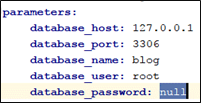 parameters:
    database_host: 127.0.0.1
    database_port: 3306
    database_name: blog
    database_user: root
    database_password: null